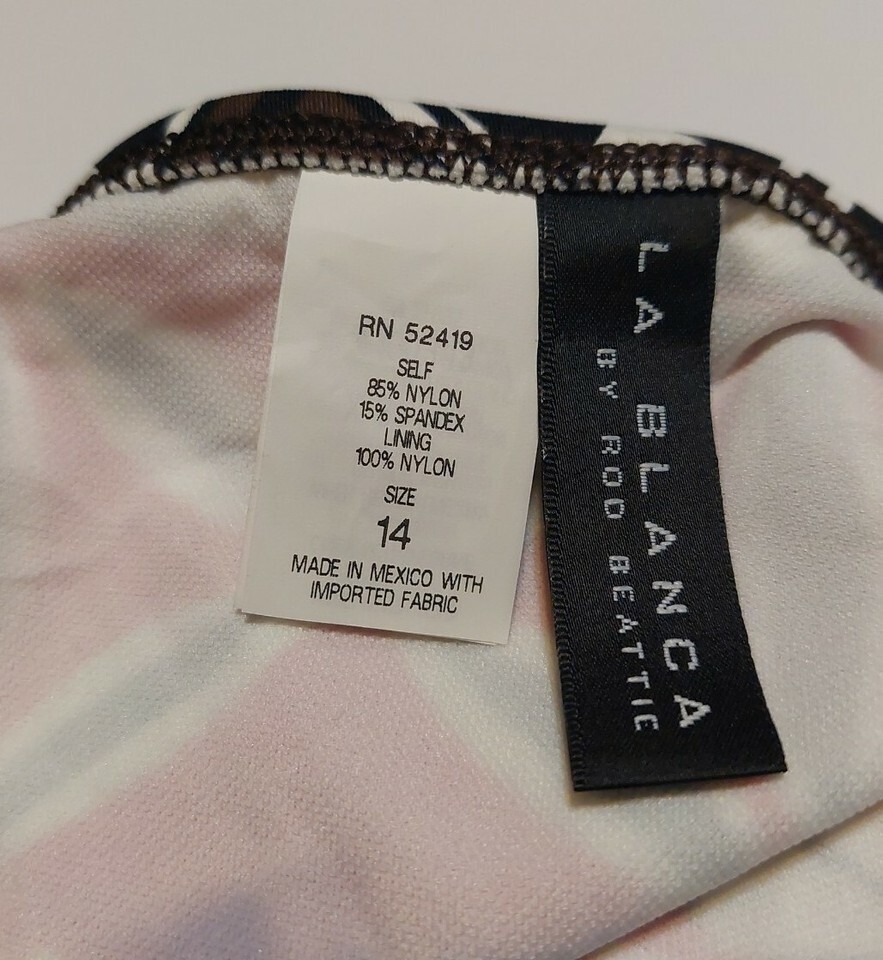 RN 52419
SELF
85% NYLON
15% SPANDEX
LINING
100% NYLON
SIZE
14
MADE IN MEXICO WITH
IMPORTED FABRIC
LA BLANCA
BY ROD BEATTIE